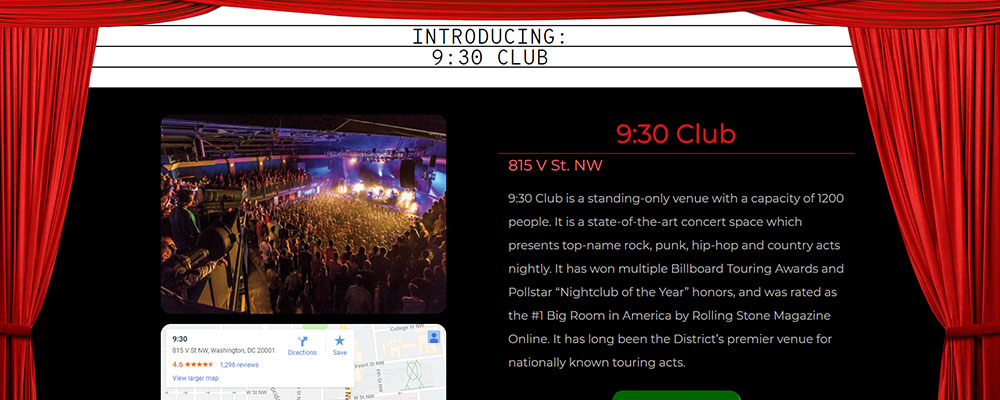 INTRODUCING:
9:30 CLUB
9:30 Club
815 V St. NW
9:30 Club is a standing-only venue with a capacity of 1200
people. It is a state-of-the-art concert space which
presents top-name rock, punk, hip-hop and country acts
nightly. It has won multiple Billboard Touring Awards and
Pollstar “Nightclub of the Year” honors, and was rated as
the #1 Big Room in America by Rolling Stone Magazine
Online. It has long been the District’s premier venue for
nationally known touring acts.
9:30
815 V St NW, Washington, DC 20001
4.6 1,296 reviews
View larger map
Directions
Save
College St NW
Bryant St NW